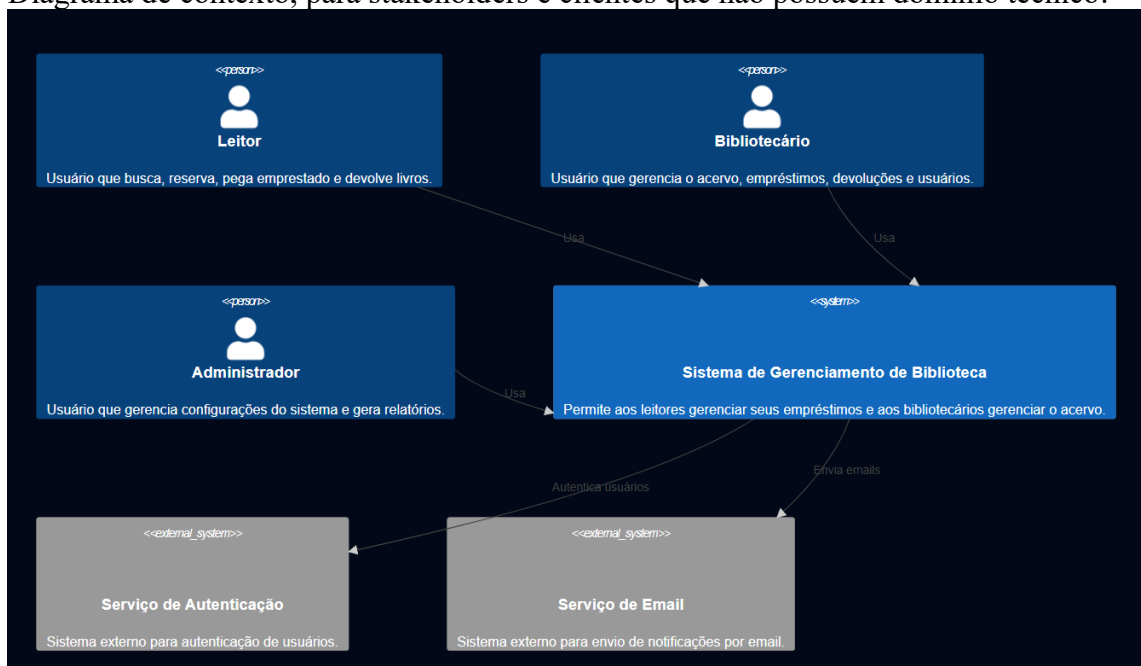 Diagrama de contexto, para stakeholders e clientes que não possuem domínio técnico:
<<person>>
Leitor
Usuário que busca, reserva, pega emprestado e devolve livros.
<<person>>
Bibliotecário
Usuário que gerencia o acervo, empréstimos, devoluções e usuários.
Usa
Usa
<<person>>
Administrador
Usuário que gerencia configurações do sistema e gera relatórios.
Usa
<<system>>
Sistema de Gerenciamento de Biblioteca
Permite aos leitores gerenciar seus empréstimos e aos bibliotecários gerenciar o acervo.
Envia emails
Autentica usuários
<<external_system>>
Serviço de Autenticação
Sistema externo para autenticação de usuários.
<<external_system>>
Serviço de Email
Sistema externo para envio de notificações por email.